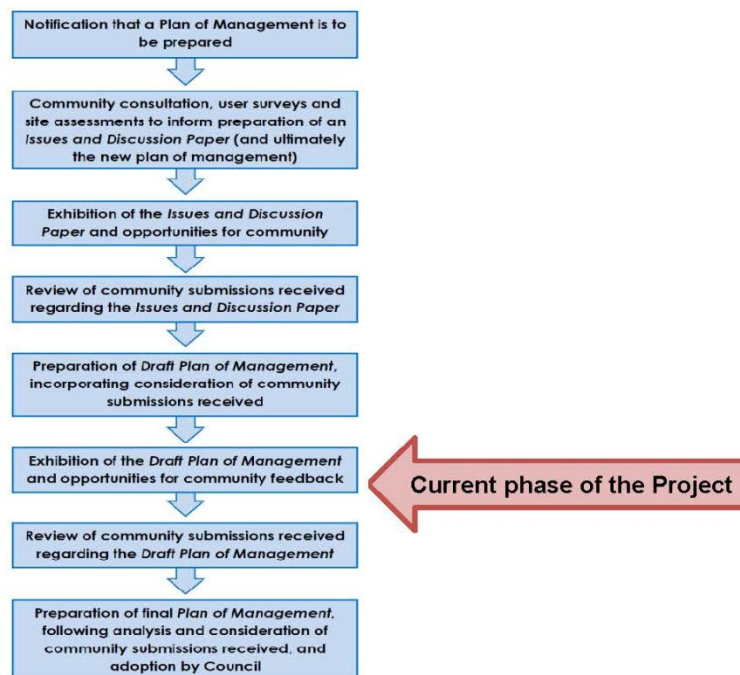 Notification that a Plan of Management is to
be prepared
Community consultation, user surveys and
site assessments to inform preparation of an
Issues and Discussion Paper (and ultimately
the new plan of management)
Exhibition of the Issues and Discussion
Paper and opportunities for community
Review of community submissions received
regarding the Issues and Discussion Paper
Preparation of Draft Plan of Management,
incorporating consideration of community
submissions received
Exhibition of the Draft Plan of Management
and opportunities for community feedback
Current phase of the Project
Review of community submissions received
regarding the Draft Plan of Management
Preparation of final Plan of Management,
following analysis and consideration of
community submissions received, and
adoption by Council